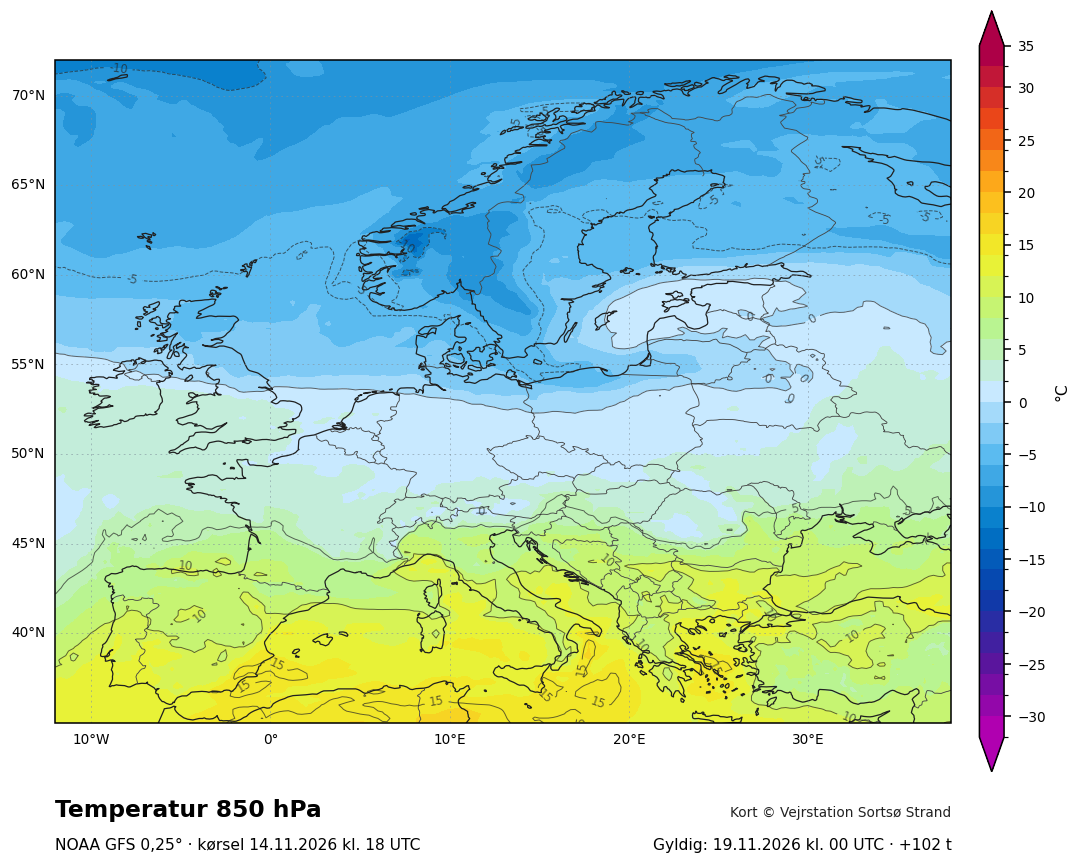 35
30
25
20
15
10
5
0
−5
−10
−15
−20
−25
−30
°C
70°N
65°N
60°N
55°N
50°N
45°N
40°N
10°W
0°
10°E
20°E
30°E
Temperatur 850 hPa
Kort © Vejrstation Sortsø Strand
NOAA GFS 0,25° · kørsel 14.11.2026 kl. 18 UTC
Gyldig: 19.11.2026 kl. 00 UTC · +102 t